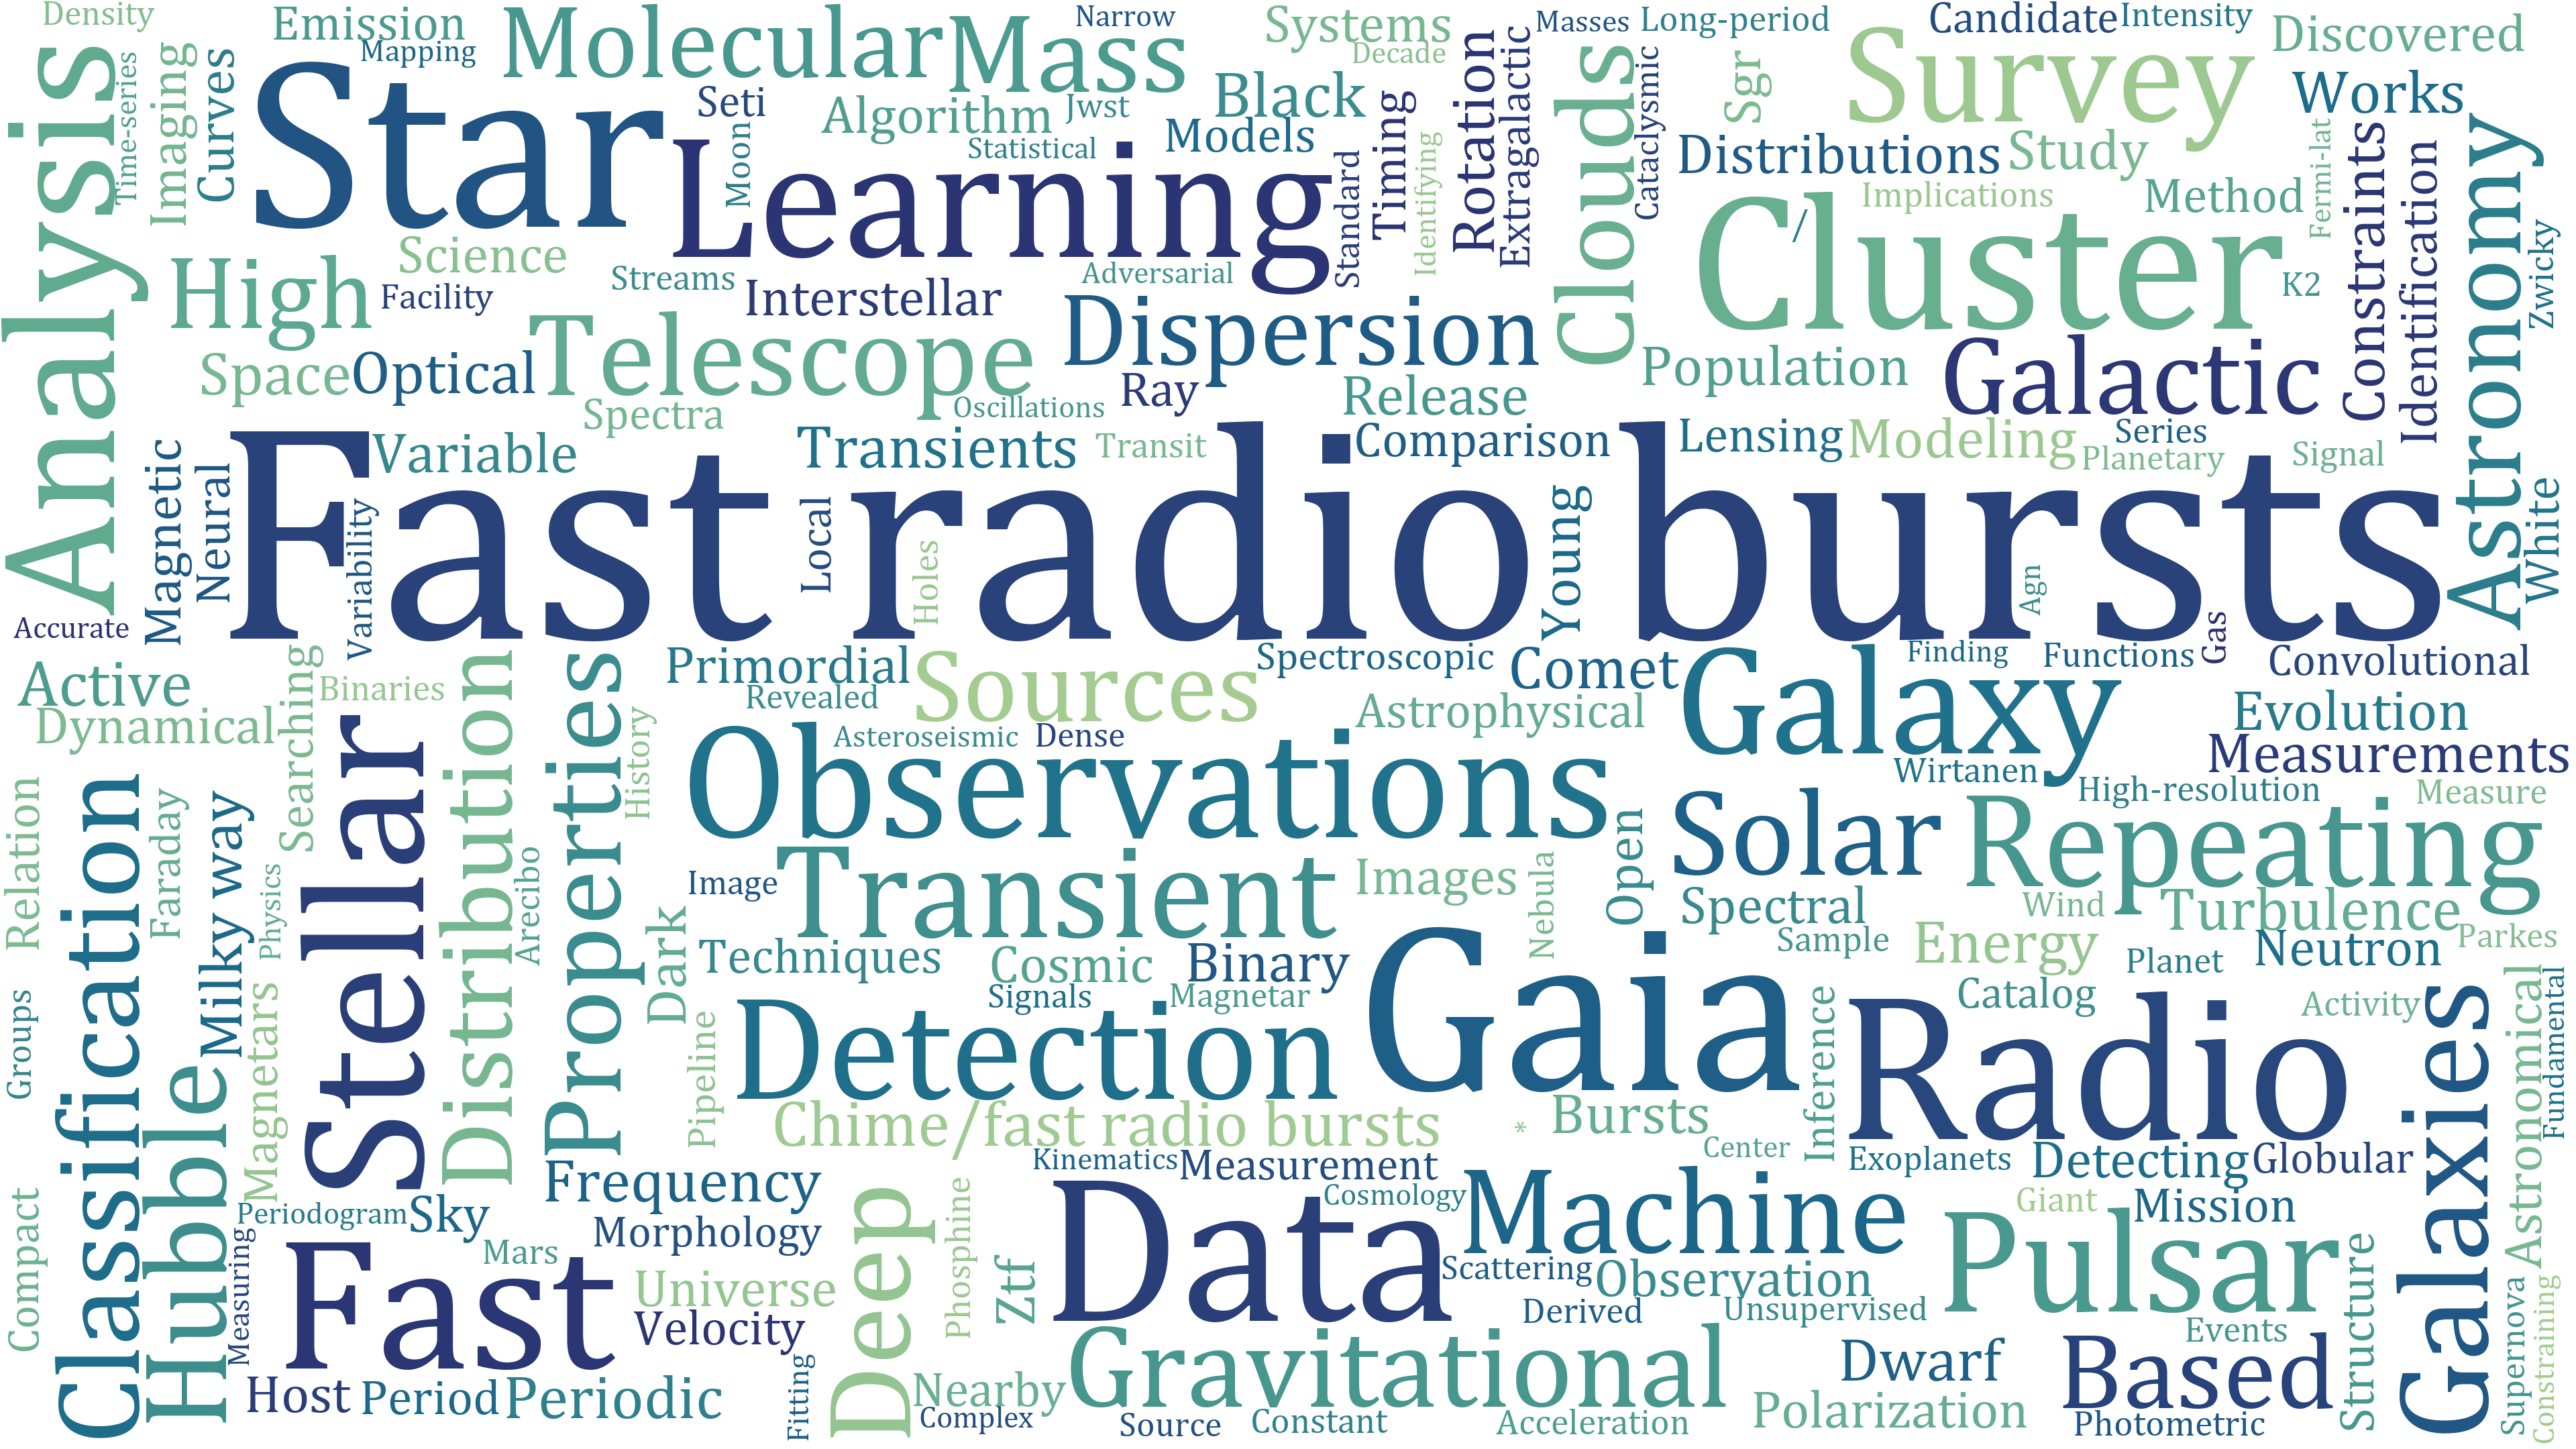 Density
Emission
Mapping
Molecular
Mass
Narrow
Systems
Decade
Masses
Long-period
Candidate
Intensity
Discovered
Analysis
Time-series
Imaging
Curves
Star
Seti
Moon
Algorithm
Jwst
Statistical
Black
Models
Learning
Standard
Timing
Identifying
Rotation
Extragalactic
Clouds
Cataclysmic
Sgr
Survey
Works
Distributions
Study
Implications
Method
Fermi-lat
Constraints
Identification
Astronomy
Zwicky
Cluster
/
K2
High
Science
Facility
Streams
Interstellar
Adversarial
Dispersion
Telescope
Space
Optical
Spectra
Oscillations
Ray
Release
Population
Galactic
Variable
Transients
Transit
Comparison
Lensing
Modeling
Series
Planetary
Signal
Magnetic
Neural
Fast radio bursts
Variability
Local
Holes
Young
Agn
Gas
White
Accurate
Active
Dynamical
Searching
Binaries
Distribution
Properties
History
Primordial
Revealed
Sources
Spectroscopic
Comet
Astrophysical
Galaxy
Finding
Functions
Convolutional
Evolution
Measurements
Wirtanen
High-resolution
Measure
Asteroseismic
Dense
Observations
Solar
Repeating
Relation
Classification
Faraday
Milky way
Physics
Stellar
Arecibo
Image
Transient
Images
Nebula
Open
Spectral
Sample
Wind
Turbulence
Energy
Planet
Neutron
Parkes
Dark
Techniques
Cosmic
Binary
Signals
Magnetar
Gaia
Catalog
Activity
Groups
Hubble
Magnetars
Pipeline
Detection
Inference
Radio
Galaxies
Astronomical
Fundamental
Chime/fast radio bursts
*
Bursts
Center
Exoplanets
Detecting
Globular
Kinematics
Measurement
Cosmology
Frequency
Morphology
Compact
Measuring
Periodogram
Sky
Mars
Fast
Universe
Velocity
Deep
Phosphine
Ztf
Data
Machine
Scattering
Observation
Derived
Unsupervised
Pulsar
Giant
Mission
Events
Structure
Supernova
Constraining
Host
Period
Periodic
Fitting
Nearby
Complex
Gravitational
Source
Constant
Acceleration
Dwarf
Polarization
Based
Photometric